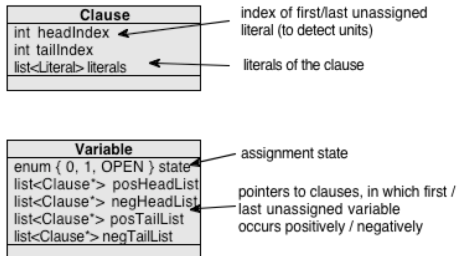 Clause
int headIndex
int tailIndex
list<Literal> literals
index of first/last unassigned
literal (to detect units)
literals of the clause
Variable
enum { 0, 1, OPEN } state
list<Clause*> posHeadList
list<Clause*> negHeadList
list<Clause*> posTailList
list<Clause*> negTailList
assignment state
pointers to clauses, in which first /
last unassigned variable
occurs positively / negatively